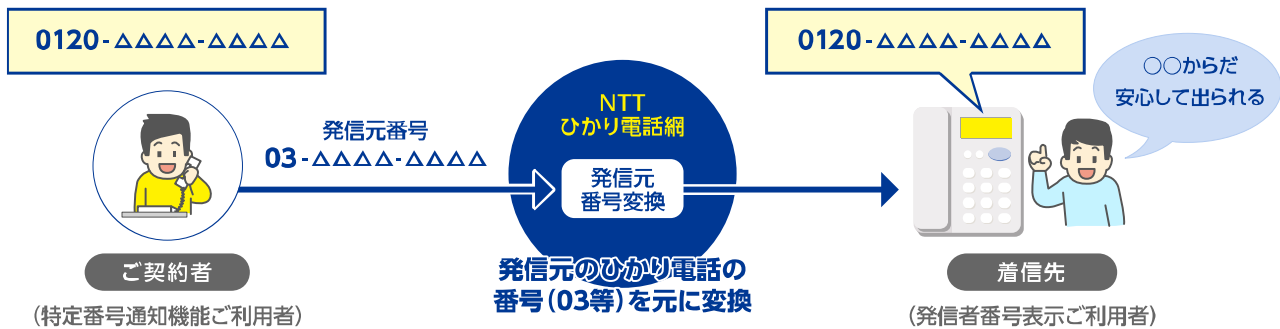 0120-△△△△-△△△△
ご契約者
(特定番号通知機能ご利用者)
発信元番号
03-△△△△-△△△△
NTT
ひかり電話網
発信元
番号変換
発信元のひかり電話の
番号(03等)を元に変換
0120-△△△△-△△△△
○○からだ
安心して出られる
着信先
(発信者番号表示ご利用者)